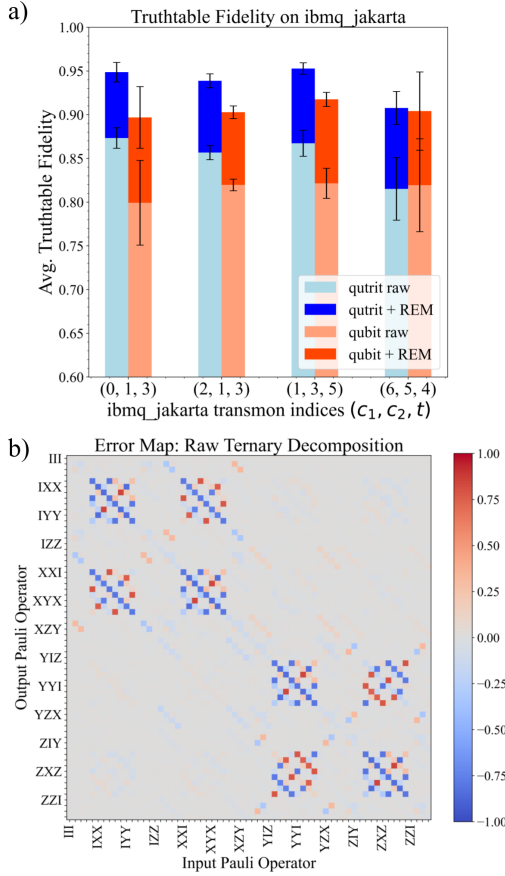 a)
Truthtable Fidelity on ibmq_jakarta
1.00
0.95
0.90
0.85
0.80
0.75
0.70
0.65
0.60
Avg. Truthtable Fidelity
qutrit raw
qutrit + REM
qubit raw
qubit + REM
(0, 1, 3) (2, 1, 3) (1, 3, 5) (6, 5, 4)
ibmq_jakarta transmon indices (c₁, c₂, t)
b)
Error Map: Raw Ternary Decomposition
III
IXX
IYY
IZZ
XXI
XYX
XZY
YIZ
YYI
YZX
ZIY
ZXZ
ZZI
Output Pauli Operator
III IXX IYY IZZ XXI XYX XZY YIZ YYI YZX ZIY ZXZ ZZI
Input Pauli Operator
1.00
0.75
0.50
0.25
0.00
−0.25
−0.50
−0.75
−1.00